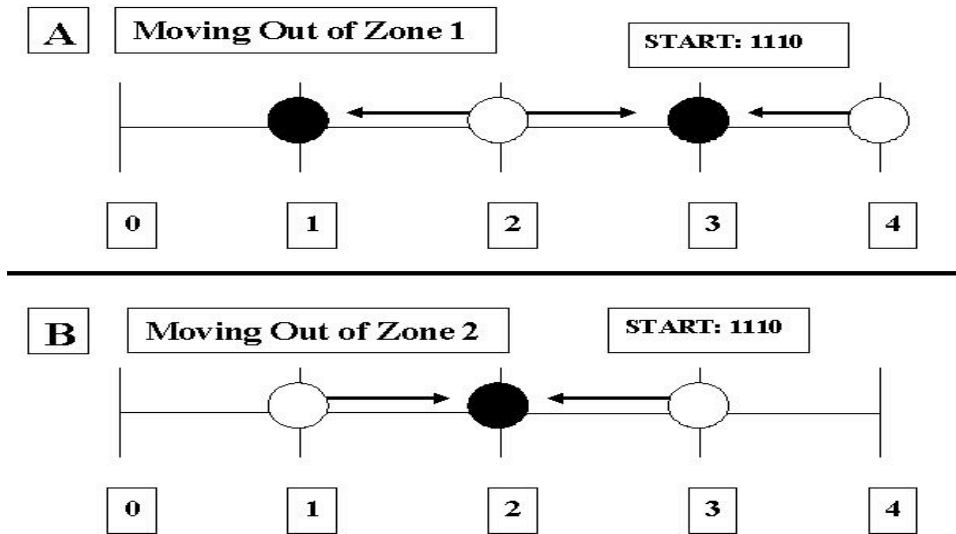 A Moving Out of Zone 1 START: 1110
0 1 2 3 4
B Moving Out of Zone 2 START: 1110
0 1 2 3 4